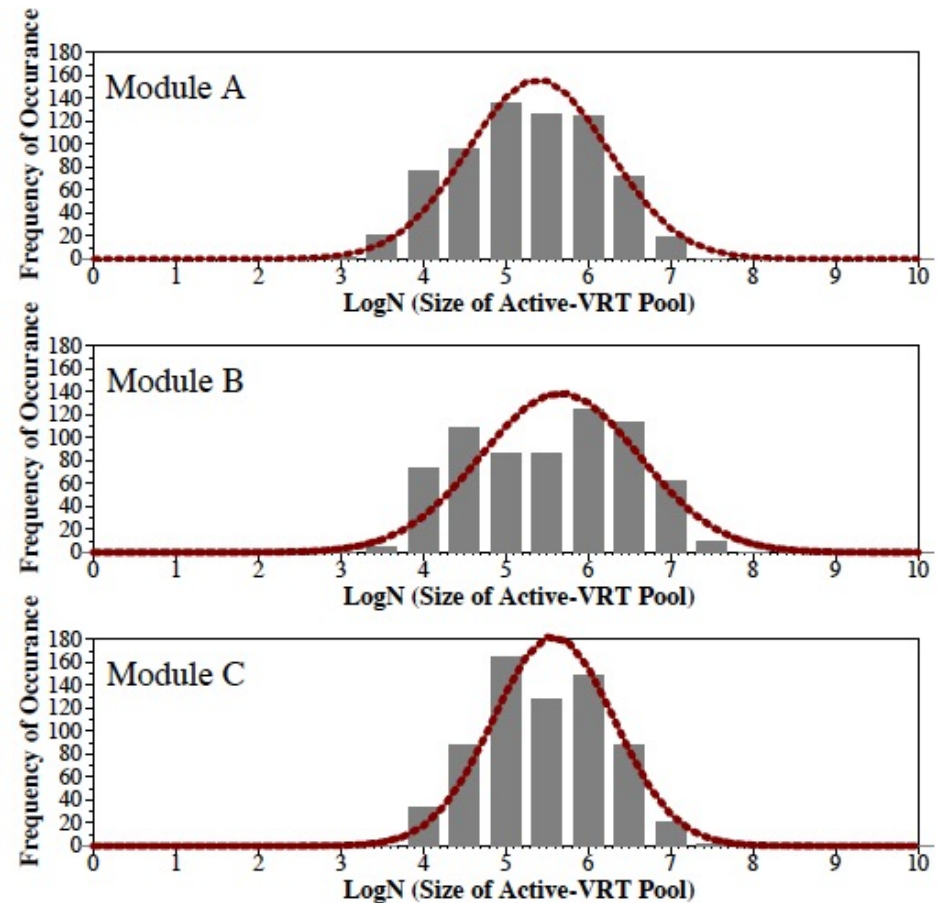 Frequency of Occurance
180
160
140
120
100
80
60
40
20
0
Module A
0 1 2 3 4 5 6 7 8 9 10
LogN (Size of Active-VRT Pool)
Frequency of Occurance
180
160
140
120
100
80
60
40
20
0
Module B
0 1 2 3 4 5 6 7 8 9 10
LogN (Size of Active-VRT Pool)
Frequency of Occurance
180
160
140
120
100
80
60
40
20
0
Module C
0 1 2 3 4 5 6 7 8 9 10
LogN (Size of Active-VRT Pool)